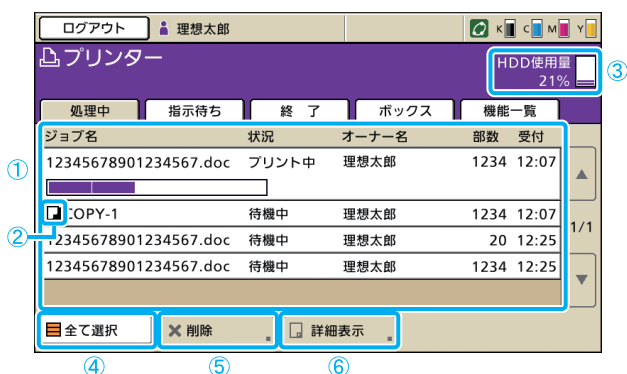 ログアウト 理想太郎 K C M Y
プリンター
HDD使用量
21%
③
処理中 指示待ち 終 了 ボックス 機能一覧
ジョブ名 状況 オーナー名 部数 受付
①
12345678901234567.doc プリント中 理想太郎 1234 12:07
COPY-1 待機中 理想太郎 1234 12:07
1/1
②
12345678901234567.doc 待機中 理想太郎 20 12:25
12345678901234567.doc 待機中 理想太郎 1234 12:25
全て選択 削除 詳細表示
④ ⑤ ⑥